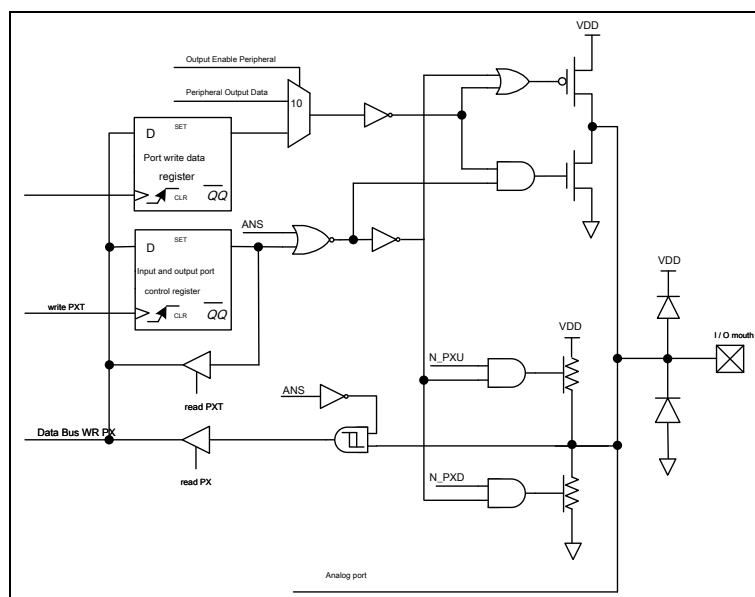 VDD
Output Enable Peripheral
Peripheral Output Data
10
D
SET
Port write data
register
CLR
QQ
ANS
D
SET
Input and output port
control register
write PXT
CLR
QQ
VDD
I / O mouth
VDD
N_PXU
read PXT
ANS
Data Bus WR PX
read PX
N_PXD
Analog port